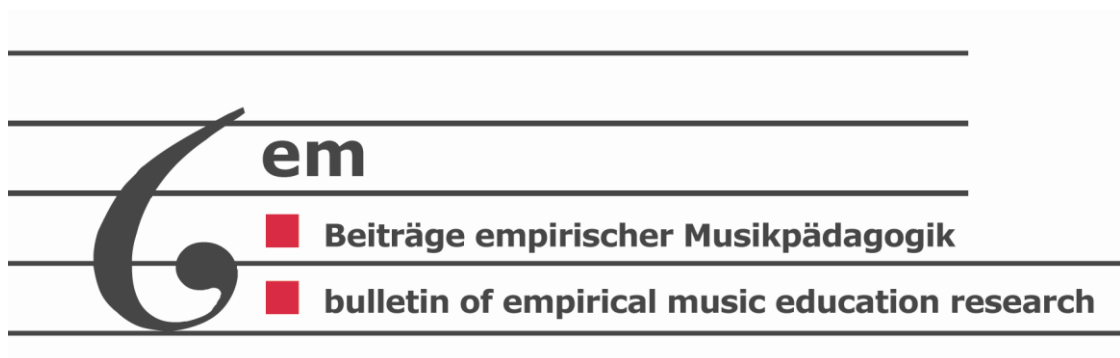 em
Beiträge empirischer Musikpädagogik
bulletin of empirical music education research